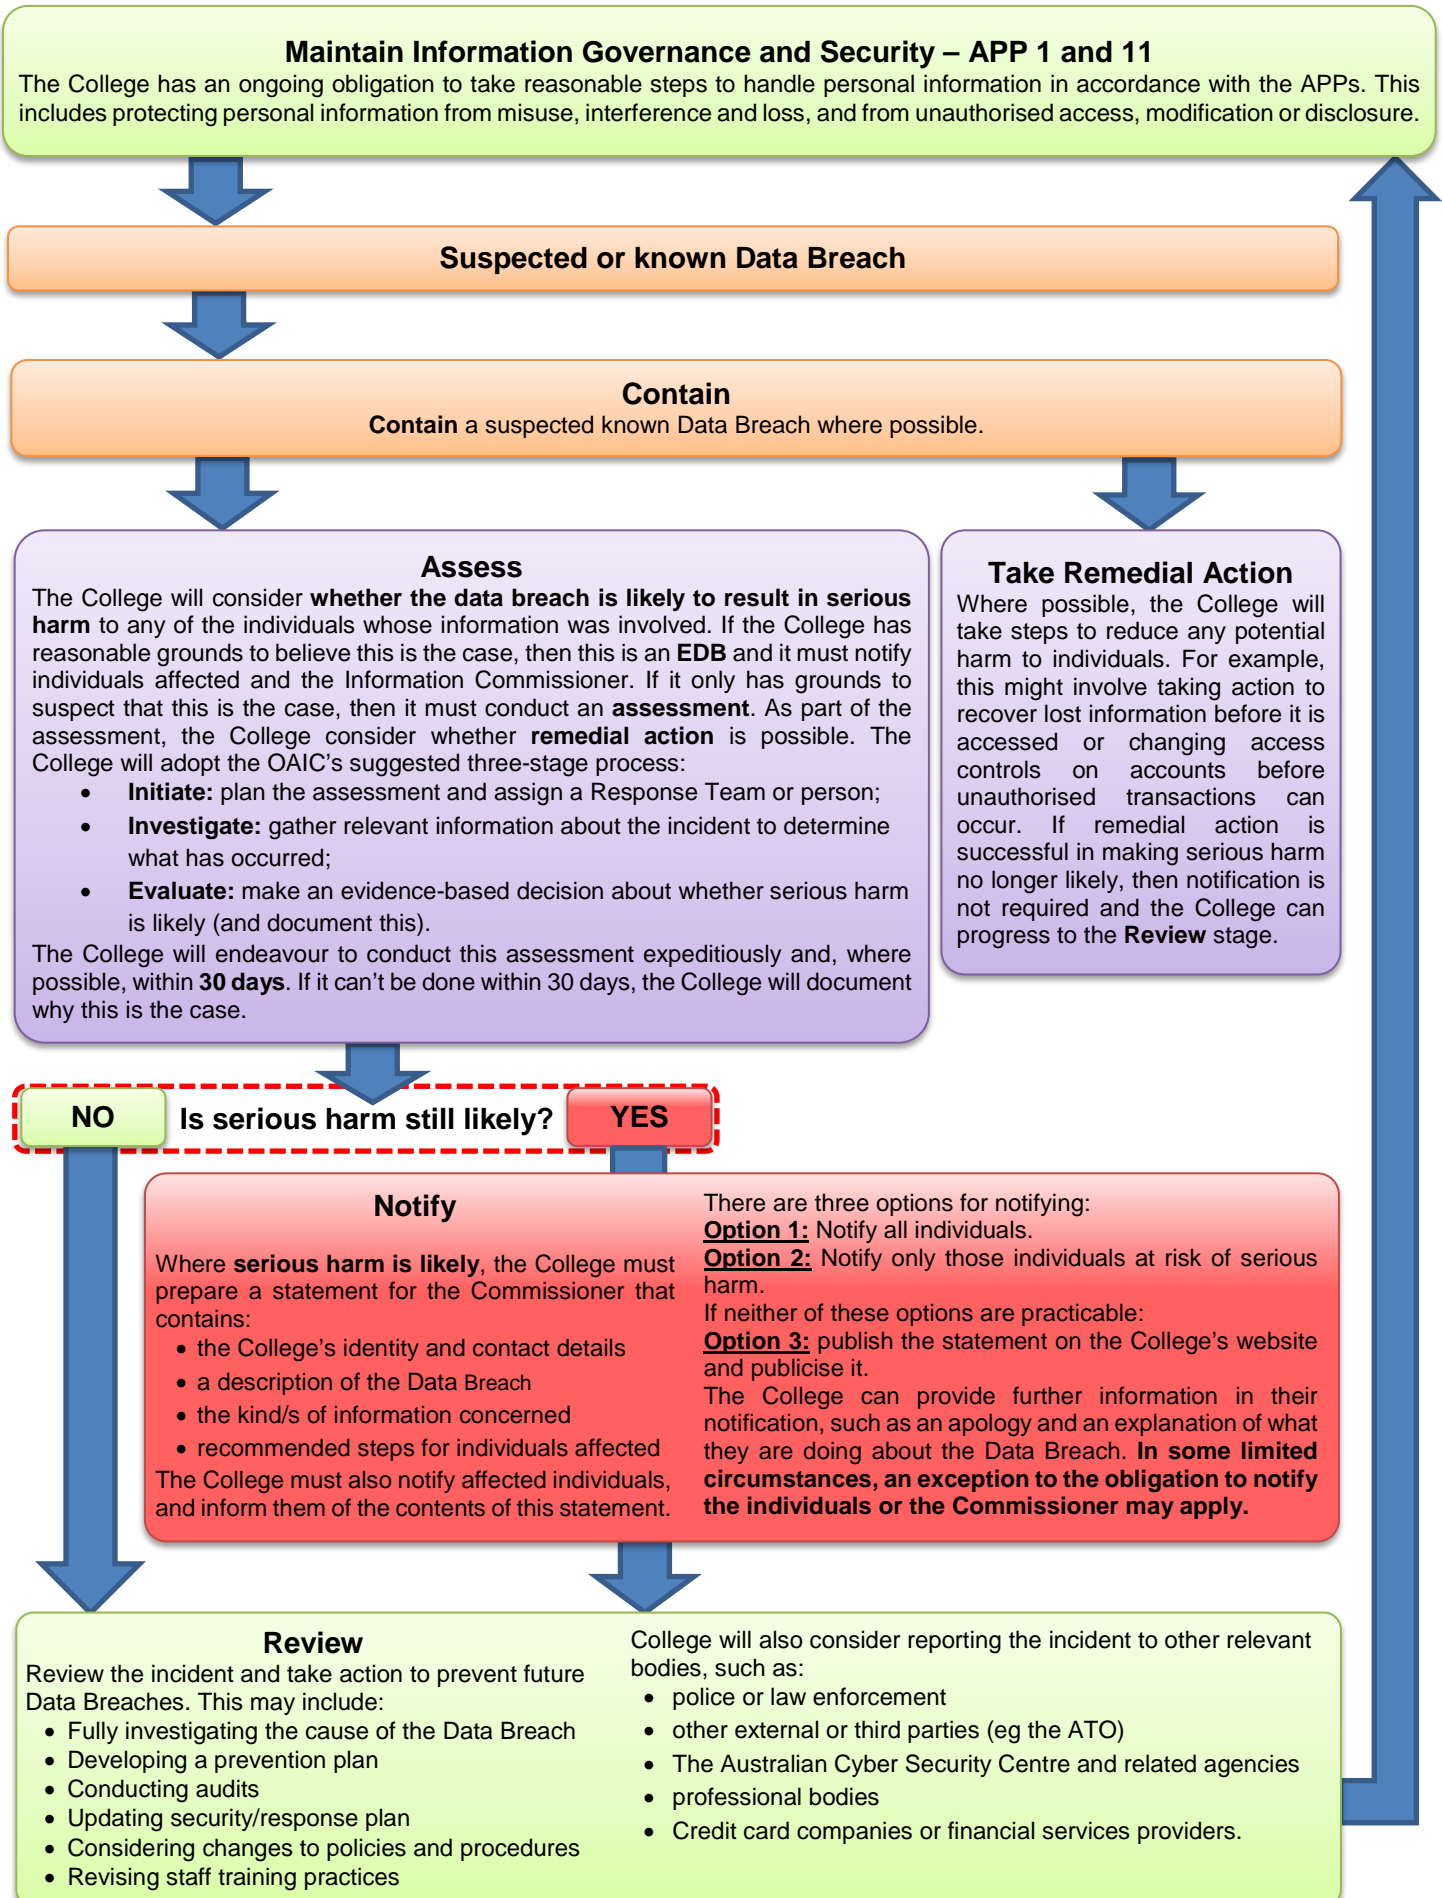 Maintain Information Governance and Security – APP 1 and 11
The College has an ongoing obligation to take reasonable steps to handle personal information in accordance with the APPs. This
includes protecting personal information from misuse, interference and loss, and from unauthorised access, modification or disclosure.
Suspected or known Data Breach
Contain
Contain a suspected known Data Breach where possible.
Assess
The College will consider whether the data breach is likely to result in serious
harm to any of the individuals whose information was involved. If the College has
reasonable grounds to believe this is the case, then this is an EDB and it must notify
individuals affected and the Information Commissioner. If it only has grounds to
suspect that this is the case, then it must conduct an assessment. As part of the
assessment, the College consider whether remedial action is possible. The
College will adopt the OAIC's suggested three-stage process:
• Initiate: plan the assessment and assign a Response Team or person;
• Investigate: gather relevant information about the incident to determine
what has occurred;
• Evaluate: make an evidence-based decision about whether serious harm
is likely (and document this).
The College will endeavour to conduct this assessment expeditiously and, where
possible, within 30 days. If it can't be done within 30 days, the College will document
why this is the case.
Take Remedial Action
Where possible, the College will
take steps to reduce any potential
harm to individuals. For example,
this might involve taking action to
recover lost information before it is
accessed or changing access
controls on accounts before
unauthorised transactions can
occur. If remedial action is
successful in making serious harm
no longer likely, then notification is
not required and the College can
progress to the Review stage.
NO
Is serious harm still likely?
YES
Notify
Where serious harm is likely, the College must
prepare a statement for the Commissioner that
contains:
• the College's identity and contact details
• a description of the Data Breach
• the kind/s of information concerned
• recommended steps for individuals affected
The College must also notify affected individuals,
and inform them of the contents of this statement.
There are three options for notifying:
Option 1: Notify all individuals.
Option 2: Notify only those individuals at risk of serious
harm.
If neither of these options are practicable:
Option 3: publish the statement on the College's website
and publicise it.
The College can provide further information in their
notification, such as an apology and an explanation of what
they are doing about the Data Breach. In some limited
circumstances, an exception to the obligation to notify
the individuals or the Commissioner may apply.
Review
Review the incident and take action to prevent future
Data Breaches. This may include:
• Fully investigating the cause of the Data Breach
• Developing a prevention plan
• Conducting audits
• Updating security/response plan
• Considering changes to policies and procedures
• Revising staff training practices
College will also consider reporting the incident to other relevant
bodies, such as:
• police or law enforcement
• other external or third parties (eg the ATO)
• The Australian Cyber Security Centre and related agencies
• professional bodies
• Credit card companies or financial services providers.